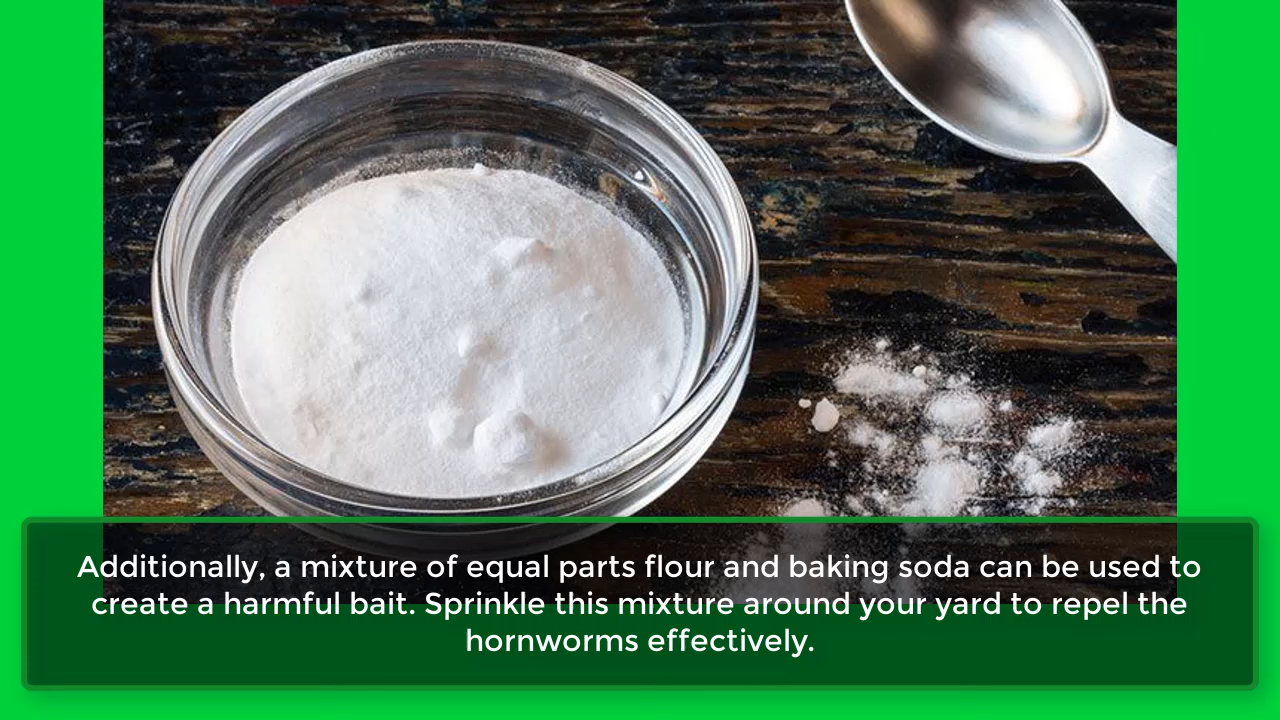 Additionally, a mixture of equal parts flour and baking soda can be used to
create a harmful bait. Sprinkle this mixture around your yard to repel the
hornworms effectively.